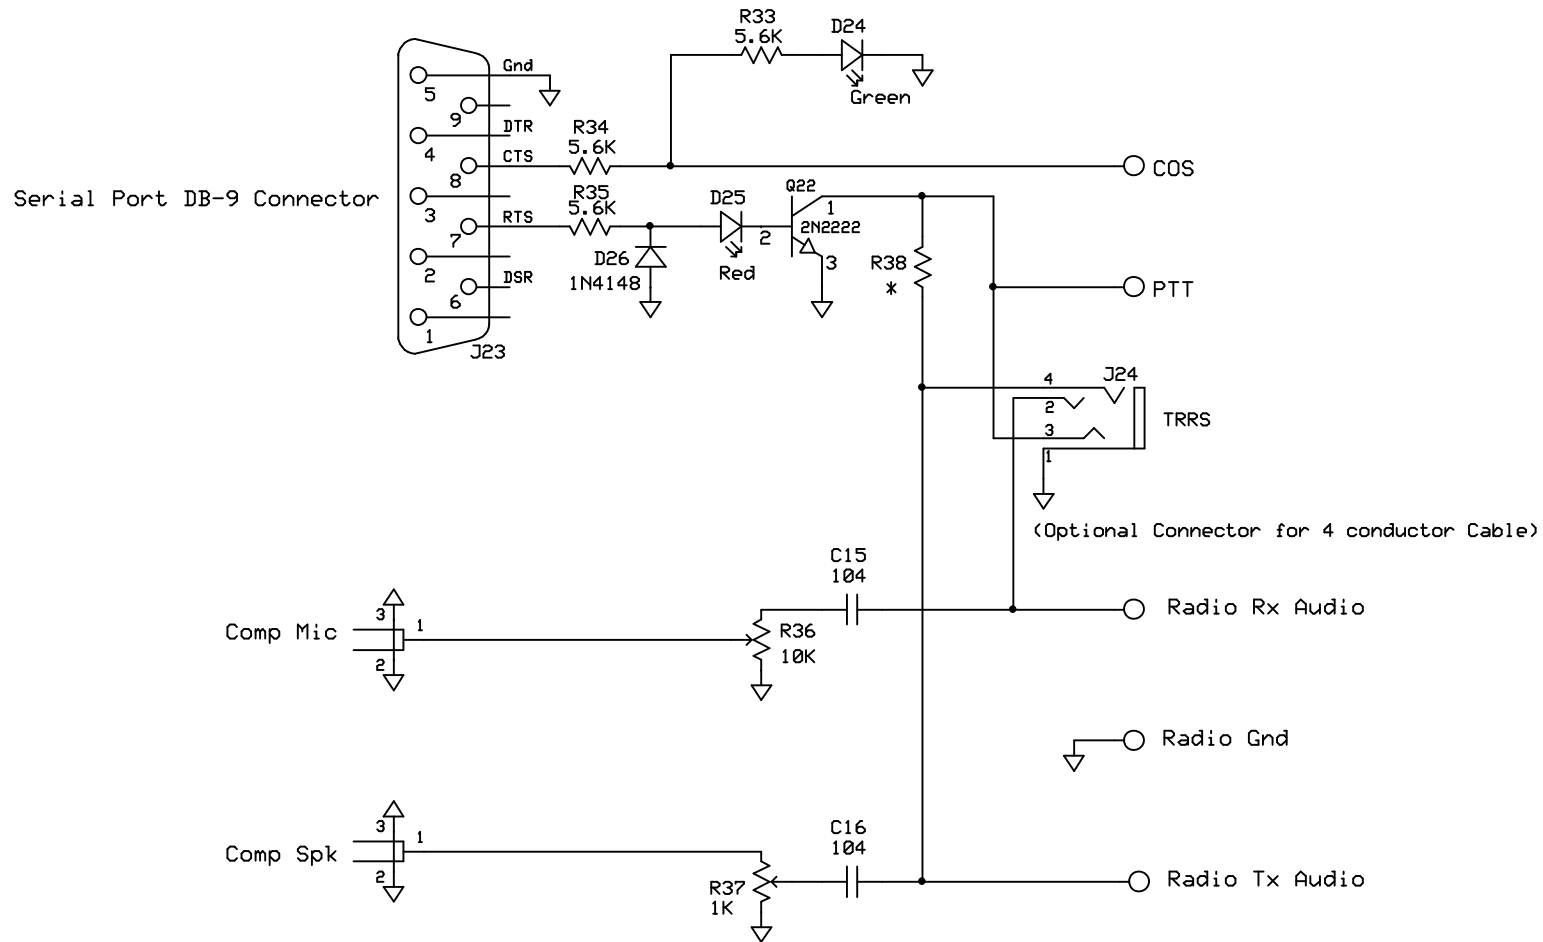 R33
5.6K
D24
Green
Gnd
5
9
DTR
4
R34
5.6K
CTS
8
COS
Serial Port DB-9 Connector
3
R35
5.6K
RTS
7
D25
Red
Q22
1
2N2222
2
3
D26
1N4148
R38
*
PTT
2
DSR
6
1
J23
4
J24
2
3
1
TRRS
(Optional Connector for 4 conductor Cable)
C15
104
Radio Rx Audio
Comp Mic
3
1
2
R36
10K
Radio Gnd
Comp Spk
3
1
2
C16
104
R37
1K
Radio Tx Audio